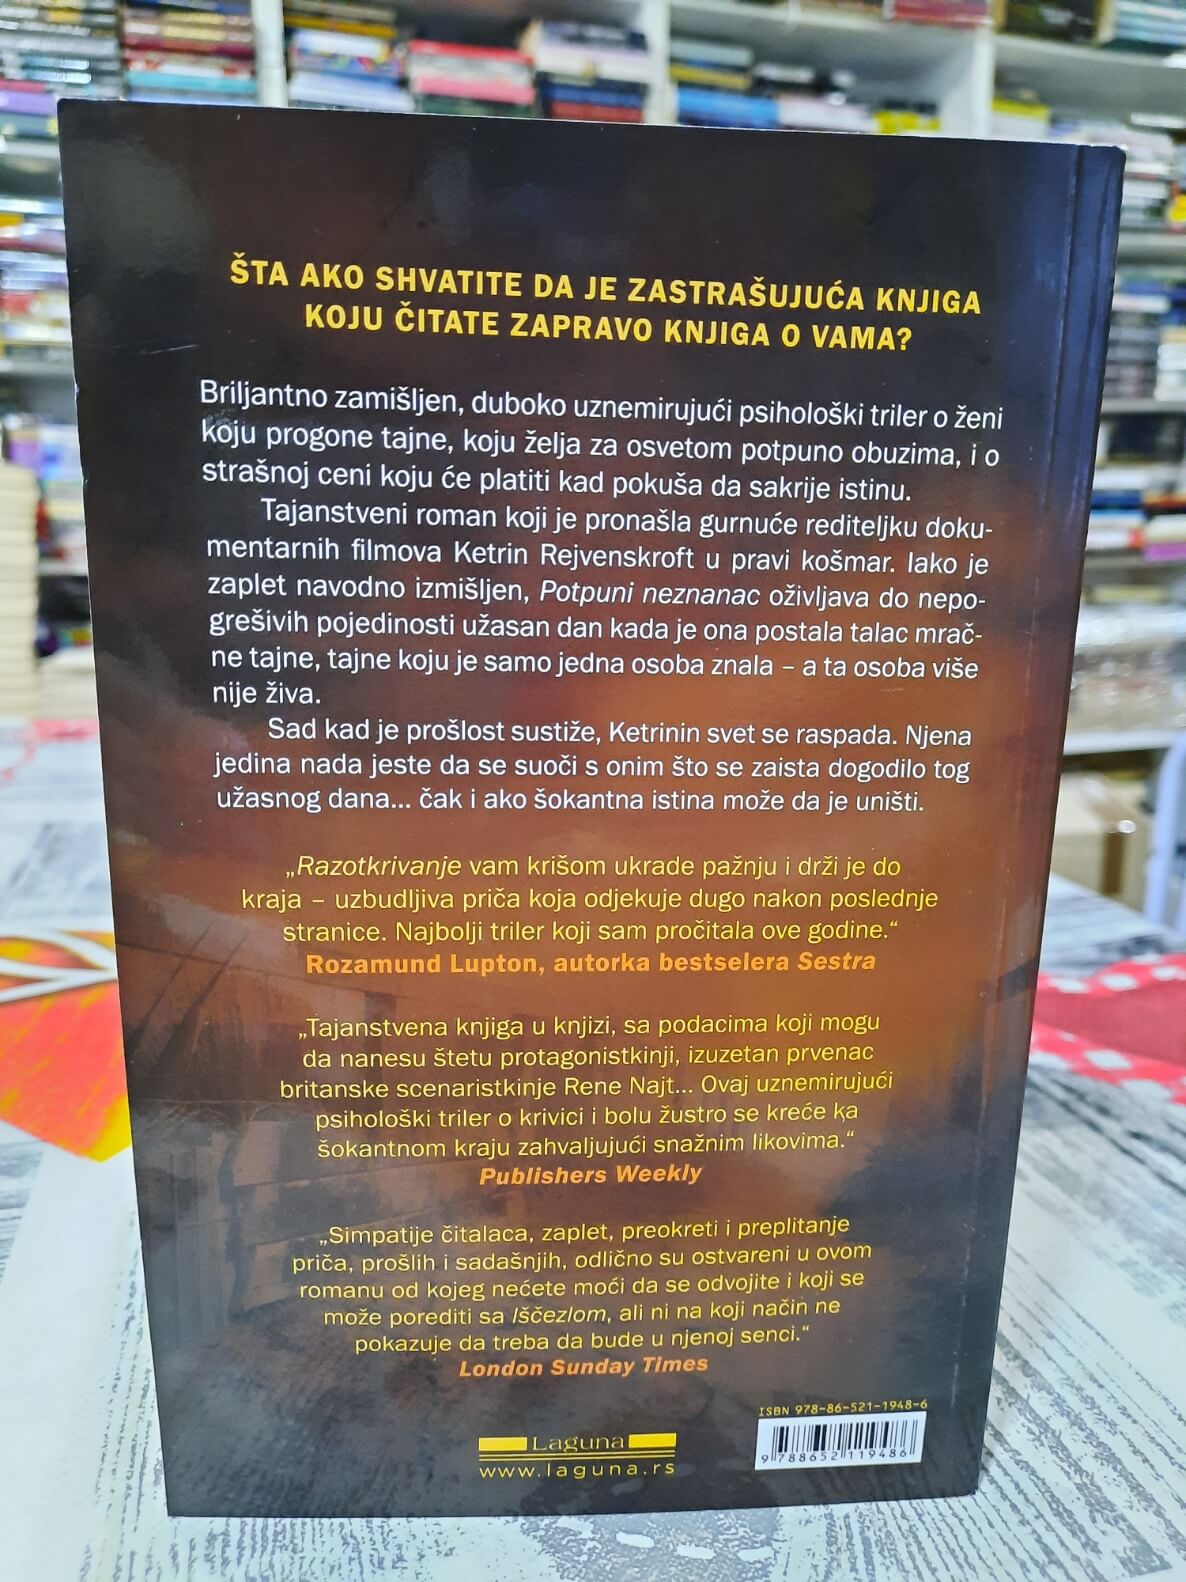 ŠTA AKO SHVATITE DA JE ZASTRAŠUJUĆA KNJIGA
KOJU ČITATE ZAPRAVO KNJIGA O VAMA?
Briljantno zamišljen, duboko uznemirujući psihološki triler o ženi
koju progone tajne, koju želja za osvetom potpuno obuzima, i o
strašnoj ceni koju će platiti kad pokuša da sakrije istinu.
Tajanstveni roman koji je pronašla gurnuće rediteljku doku-
mentarnih filmova Ketrin Rejvenskroft u pravi košmar. Iako je
zaplet navodno izmišljen, Potpuni neznanac oživljava do nepo-
grešivih pojedinosti užasan dan kada je ona postala talac mrač-
ne tajne, tajne koju je samo jedna osoba znala – a ta osoba više
nije živa.
Sad kad je prošlost sustiže, Ketrinin svet se raspada. Njena
jedina nada jeste da se suoči s onim što se zaista dogodilo tog
užasnog dana... čak i ako šokantna istina može da je uništi.
„Razotkrivanje vam krišom ukrade pažnju i drži je do
kraja – uzbudljiva priča koja odjekuje dugo nakon poslednje
stranice. Najbolji triler koji sam pročitala ove godine.“
Rozamund Lupton, autorka bestselera Sestra
„Tajanstvena knjiga u knjizi, sa podacima koji mogu
da nanesu štetu protagonistkinji, izuzetan prvenac
britanske scenaristkinje Rene Najt... Ovaj uznemirujući
psihološki triler o krivici i bolu žustro se kreće ka
šokantnom kraju zahvaljujući snažnim likovima.“
Publishers Weekly
„Simpatije čitalaca, zaplet, preokreti i preplitanje
priča, prošlih i sadašnjih, odlično su ostvareni u ovom
romanu od kojeg nećete moći da se odvojite i koji se
može porediti sa Iščezlom, ali ni na koji način ne
pokazuje da treba da bude u njenoj senci.“
London Sunday Times
ISBN 978-86-521-1948-6
Laguna
www.laguna.rs
9 788652 119486